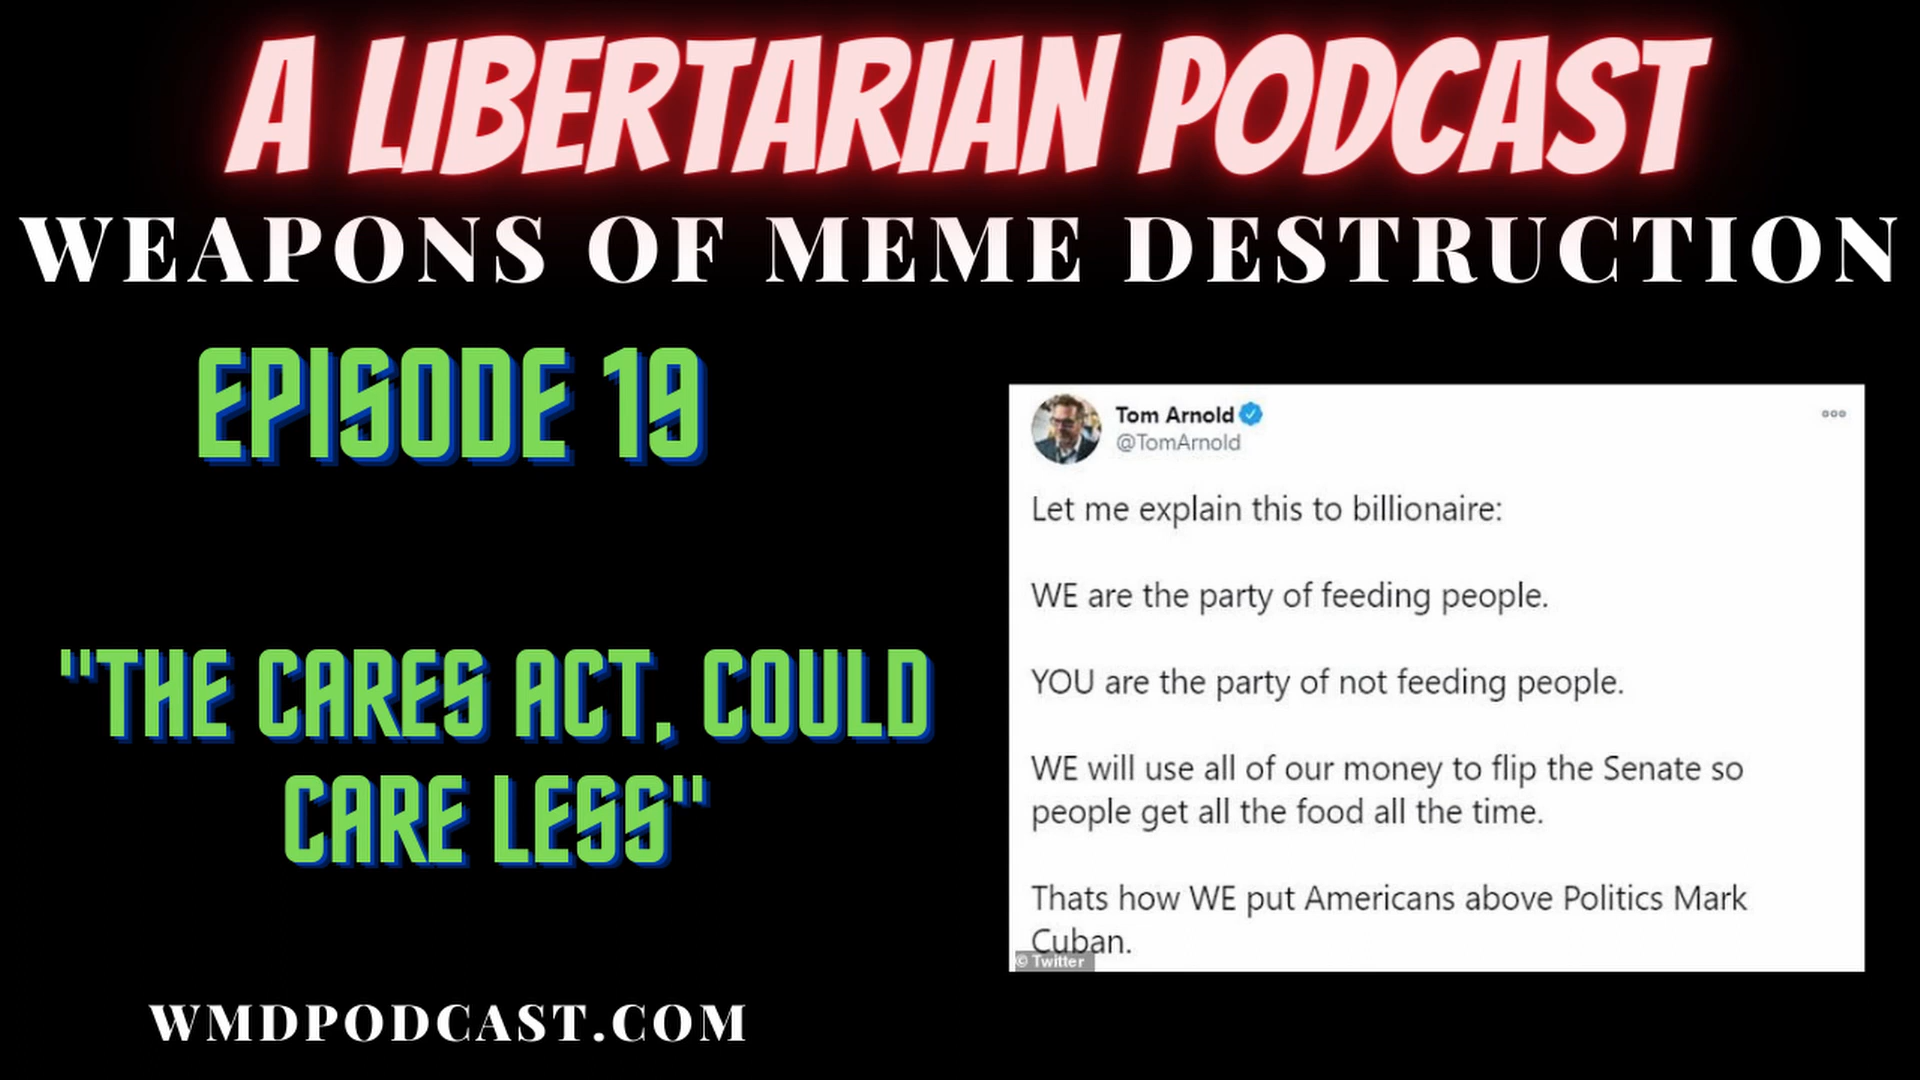 A LIBERTARIAN PODCAST
WEAPONS OF MEME DESTRUCTION
EPISODE 19
"THE CARES ACT, COULD
CARE LESS"
WMDPODCAST.COM
Tom Arnold
@TomArnold
Let me explain this to billionaire:
WE are the party of feeding people.
YOU are the party of not feeding people.
WE will use all of our money to flip the Senate so
people get all the food all the time.
Thats how WE put Americans above Politics Mark
Cuban.
© Twitter